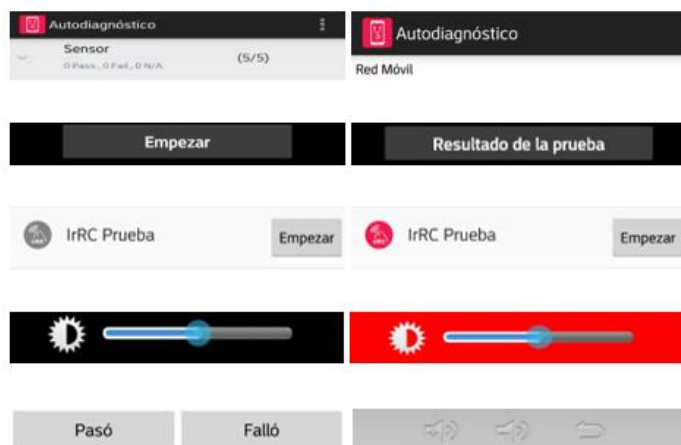 Autodiagnóstico
Sensor
(5/5)
0 Pass , 0 Fail , 0 N/A
Autodiagnóstico
Red Móvil
Empezar
Resultado de la prueba
IrRC Prueba
Empezar
IrRC Prueba
Empezar
Pasó
Falló